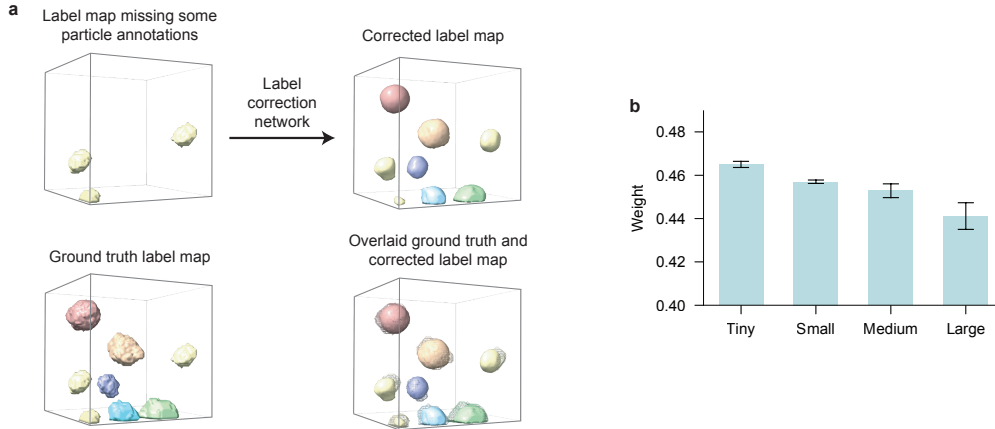 a
Label map missing some
particle annotations
Label
correction
network
Corrected label map
Ground truth label map
Overlaid ground truth and
corrected label map
b
Weight
0.48
0.46
0.44
0.42
0.40
Tiny Small Medium Large